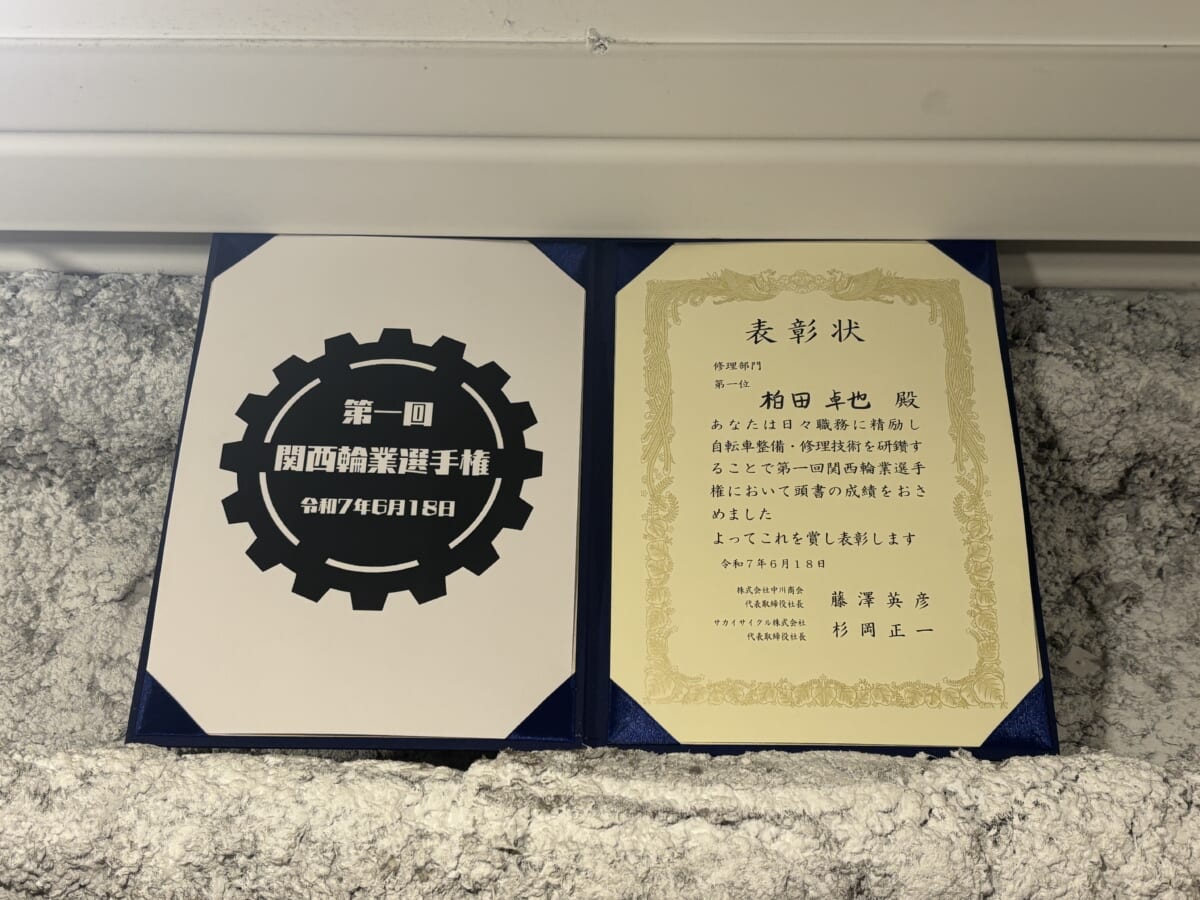 第一回
関西輪業選手権
令和7年6月18日
表彰状
修理部門
第一位
柏田 卓也 殿
あなたは日々職務に精励し
自転車整備・修理技術を研鑽す
ることで第一回関西輪業選手
権において頭書の成績をおさ
めました
よってこれを賞し表彰します
令和7年6月18日
株式会社中川商会
代表取締役社長 藤澤英彦
サカイサイクル株式会社
代表取締役社長 杉岡正一